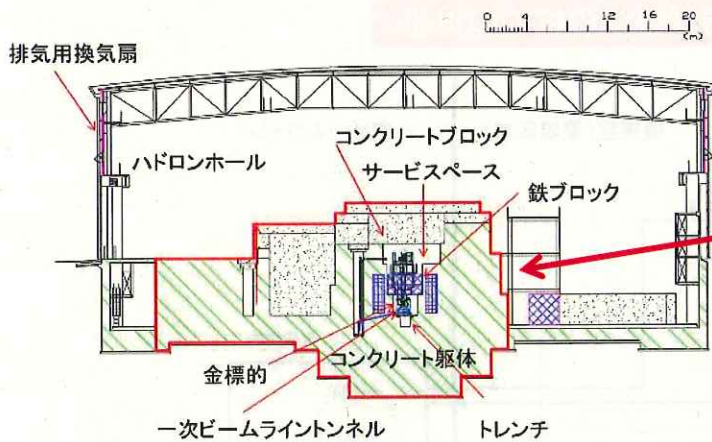 0 4 8 12 16 20
(m)
排気用換気扇
コンクリートブロック
ハドロンホール
サービスペース
鉄ブロック
金標的
コンクリート躯体
一次ビームライントンネル
トレンチ